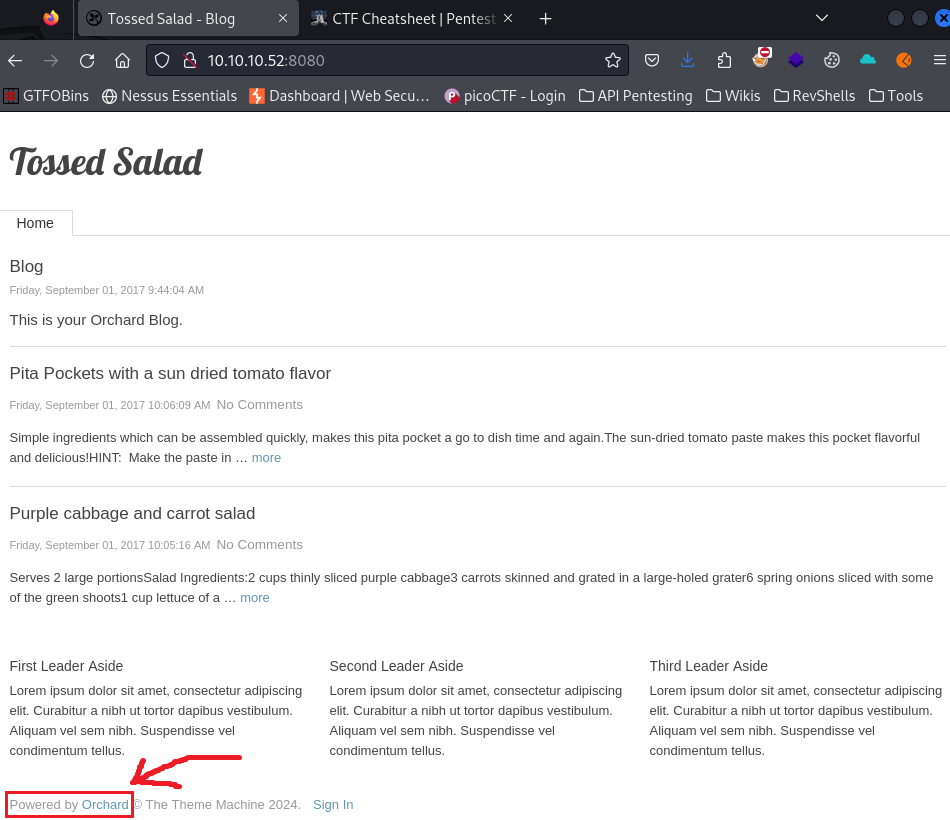 Tossed Salad - Blog
CTF Cheatsheet | Pentest
10.10.10.52:8080
GTFOBins Nessus Essentials Dashboard | Web Secu… picoCTF - Login API Pentesting Wikis RevShells Tools
Tossed Salad
Home
Blog
Friday, September 01, 2017 9:44:04 AM
This is your Orchard Blog.
Pita Pockets with a sun dried tomato flavor
Friday, September 01, 2017 10:06:09 AM No Comments
Simple ingredients which can be assembled quickly, makes this pita pocket a go to dish time and again.The sun-dried tomato paste makes this pocket flavorful
and delicious!HINT:  Make the paste in … more
Purple cabbage and carrot salad
Friday, September 01, 2017 10:05:16 AM No Comments
Serves 2 large portionsSalad Ingredients:2 cups thinly sliced purple cabbage3 carrots skinned and grated in a large-holed grater6 spring onions sliced with some
of the green shoots1 cup lettuce of a … more
First Leader Aside
Lorem ipsum dolor sit amet, consectetur adipiscing
elit. Curabitur a nibh ut tortor dapibus vestibulum.
Aliquam vel sem nibh. Suspendisse vel
condimentum tellus.
Second Leader Aside
Lorem ipsum dolor sit amet, consectetur adipiscing
elit. Curabitur a nibh ut tortor dapibus vestibulum.
Aliquam vel sem nibh. Suspendisse vel
condimentum tellus.
Third Leader Aside
Lorem ipsum dolor sit amet, consectetur adipiscing
elit. Curabitur a nibh ut tortor dapibus vestibulum.
Aliquam vel sem nibh. Suspendisse vel
condimentum tellus.
Powered by Orchard © The Theme Machine 2024. Sign In